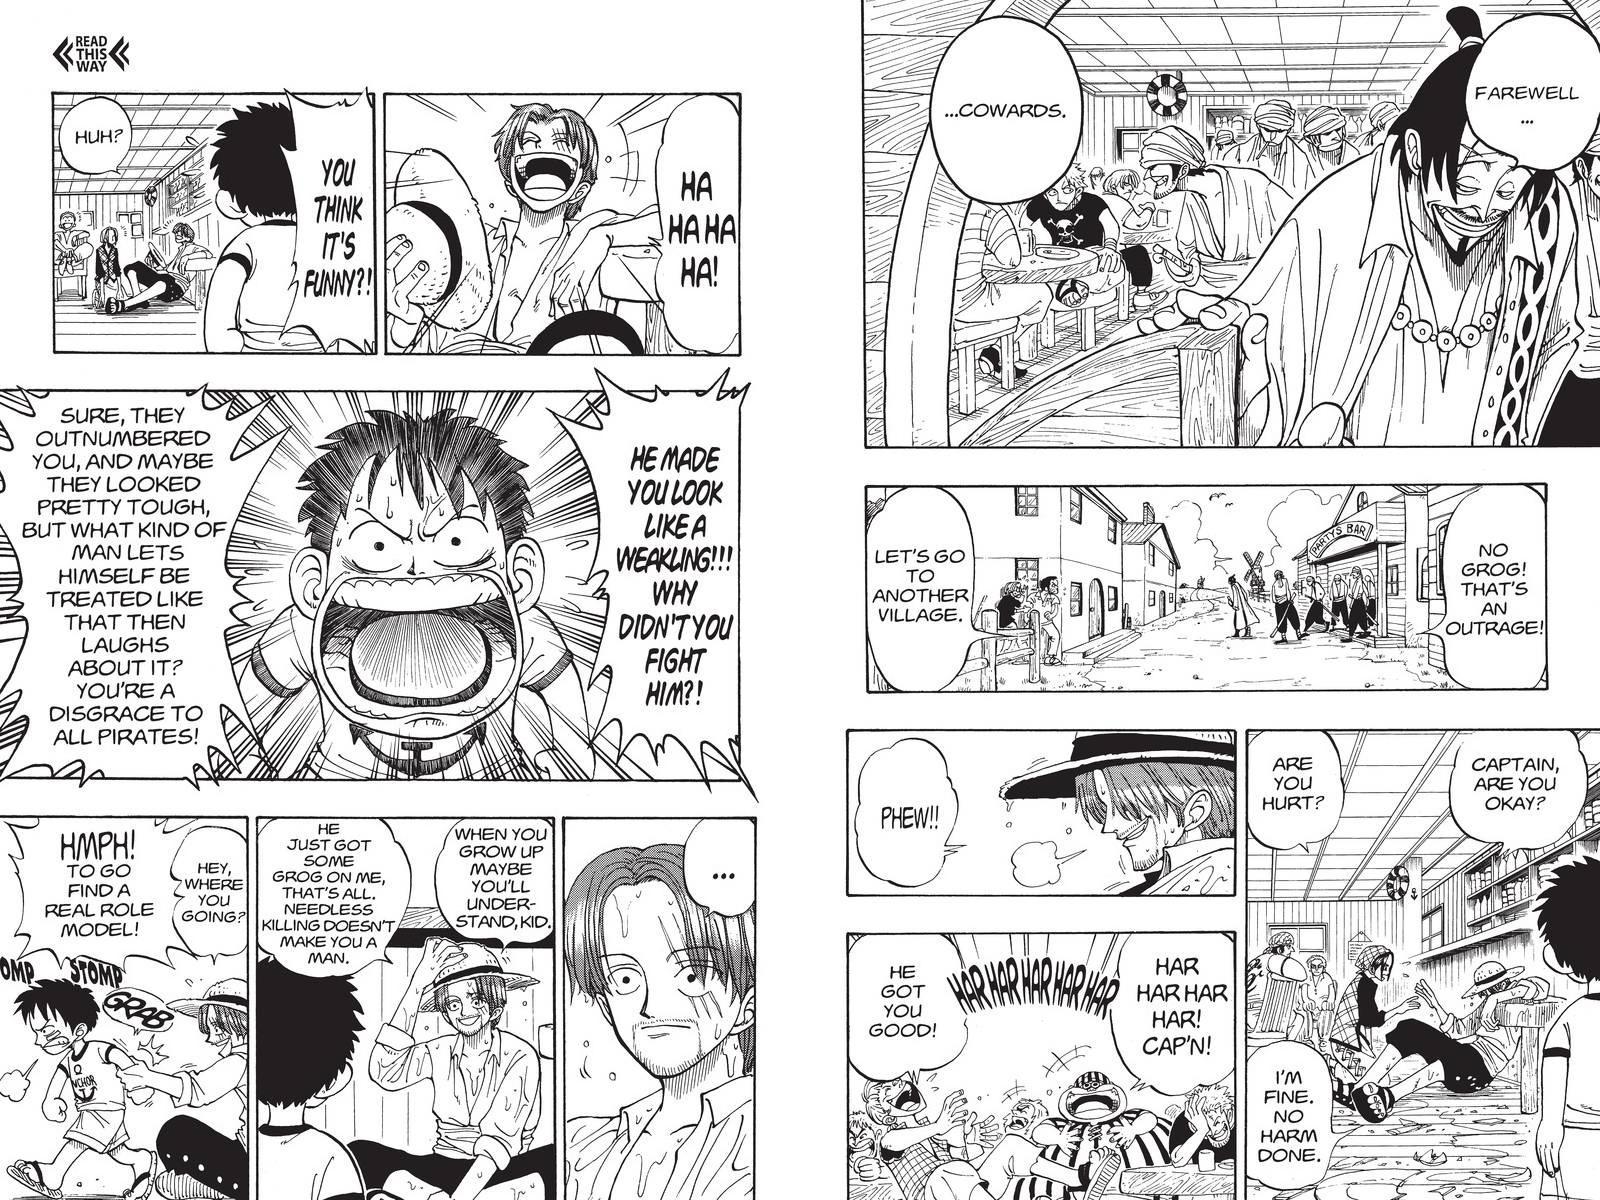 FAREWELL
...
...COWARDS.
NO
GROG!
THAT'S
AN
OUTRAGE!
PARTYS BAR
LET'S GO
TO
ANOTHER
VILLAGE.
CAPTAIN,
ARE YOU
OKAY?
ARE
YOU
HURT?
I'M
FINE.
NO
HARM
DONE.
PHEW!!
HAR
HAR HAR
HAR!
CAP'N!
HAR HAR HAR HAR HAR
HE
GOT
YOU
GOOD!
READ
THIS
WAY
HA
HA HA
HA!
YOU
THINK
IT'S
FUNNY?!
HUH?
HE MADE
YOU LOOK
LIKE A
WEAKLING!!!
WHY
DIDN'T YOU
FIGHT
HIM?!
SURE, THEY
OUTNUMBERED
YOU, AND MAYBE
THEY LOOKED
PRETTY TOUGH,
BUT WHAT KIND OF
MAN LETS
HIMSELF BE
TREATED LIKE
THAT THEN
LAUGHS
ABOUT IT?
YOU'RE A
DISGRACE TO
ALL PIRATES!
...
WHEN YOU
GROW UP
MAYBE
YOU'LL
UNDER-
STAND, KID.
HE
JUST GOT
SOME
GROG ON ME,
THAT'S ALL.
NEEDLESS
KILLING DOESN'T
MAKE YOU A
MAN.
HEY,
WHERE
YOU
GOING?
HMPH!
TO GO
FIND A
REAL ROLE
MODEL!
GRAB
STOMP
OMP
NCHOR